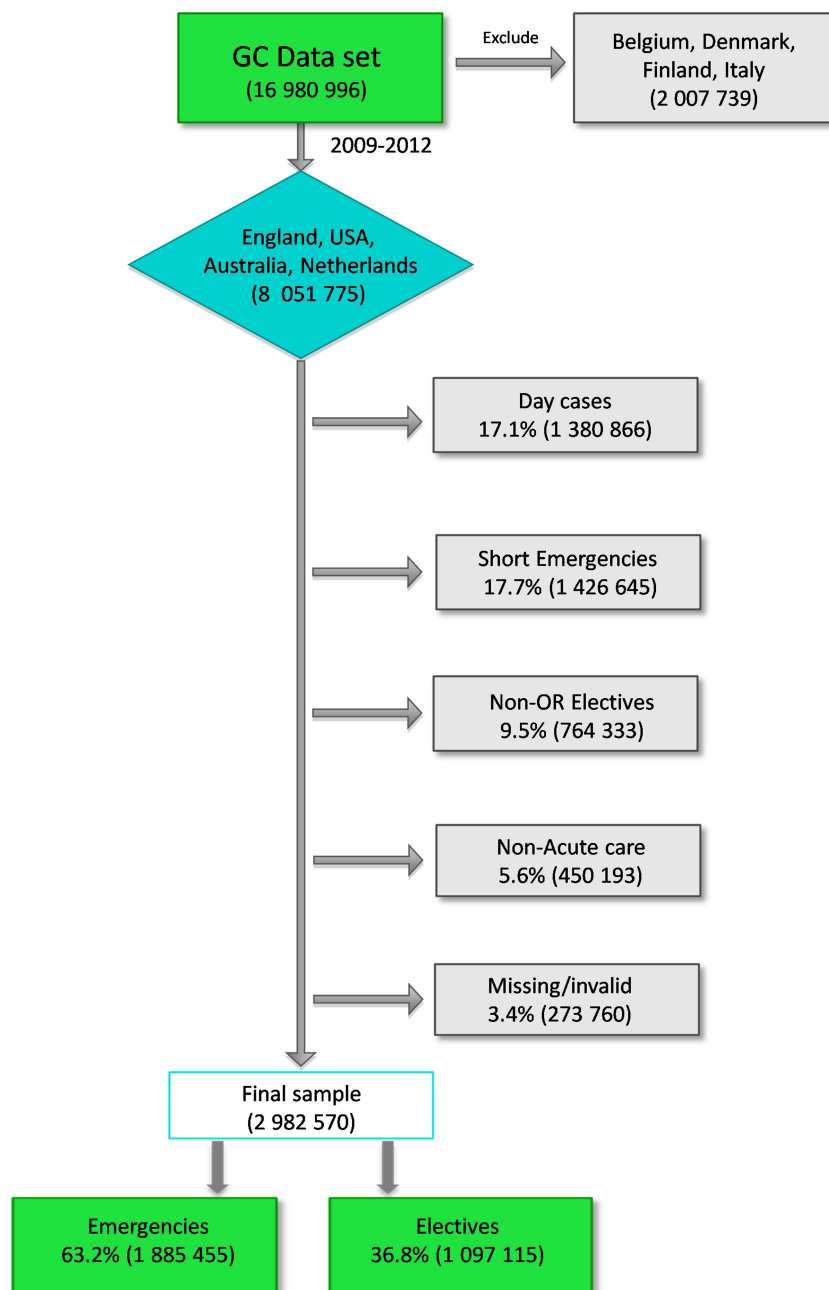 GC Data set
(16 980 996)
Exclude
Belgium, Denmark,
Finland, Italy
(2 007 739)
2009-2012
England, USA,
Australia, Netherlands
(8  051 775)
Day cases
17.1% (1 380 866)
Short Emergencies
17.7% (1 426 645)
Non-OR Electives
9.5% (764 333)
Non-Acute care
5.6% (450 193)
Missing/invalid
3.4% (273 760)
Final sample
(2 982 570)
Emergencies
63.2% (1 885 455)
Electives
36.8% (1 097 115)